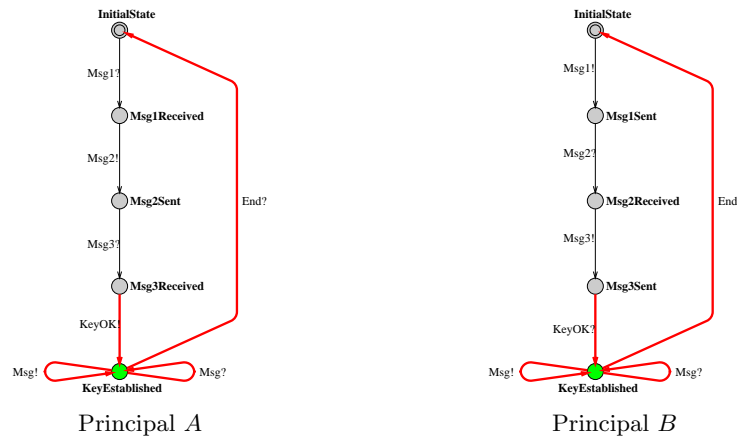 InitialState
Msg1?
Msg1Received
Msg2!
Msg2Sent
End?
Msg3?
Msg3Received
KeyOK!
Msg!
Msg?
KeyEstablished
Principal A
InitialState
Msg1!
Msg1Sent
Msg2?
Msg2Received
End
Msg3!
Msg3Sent
KeyOK?
Msg!
Msg?
KeyEstablished
Principal B